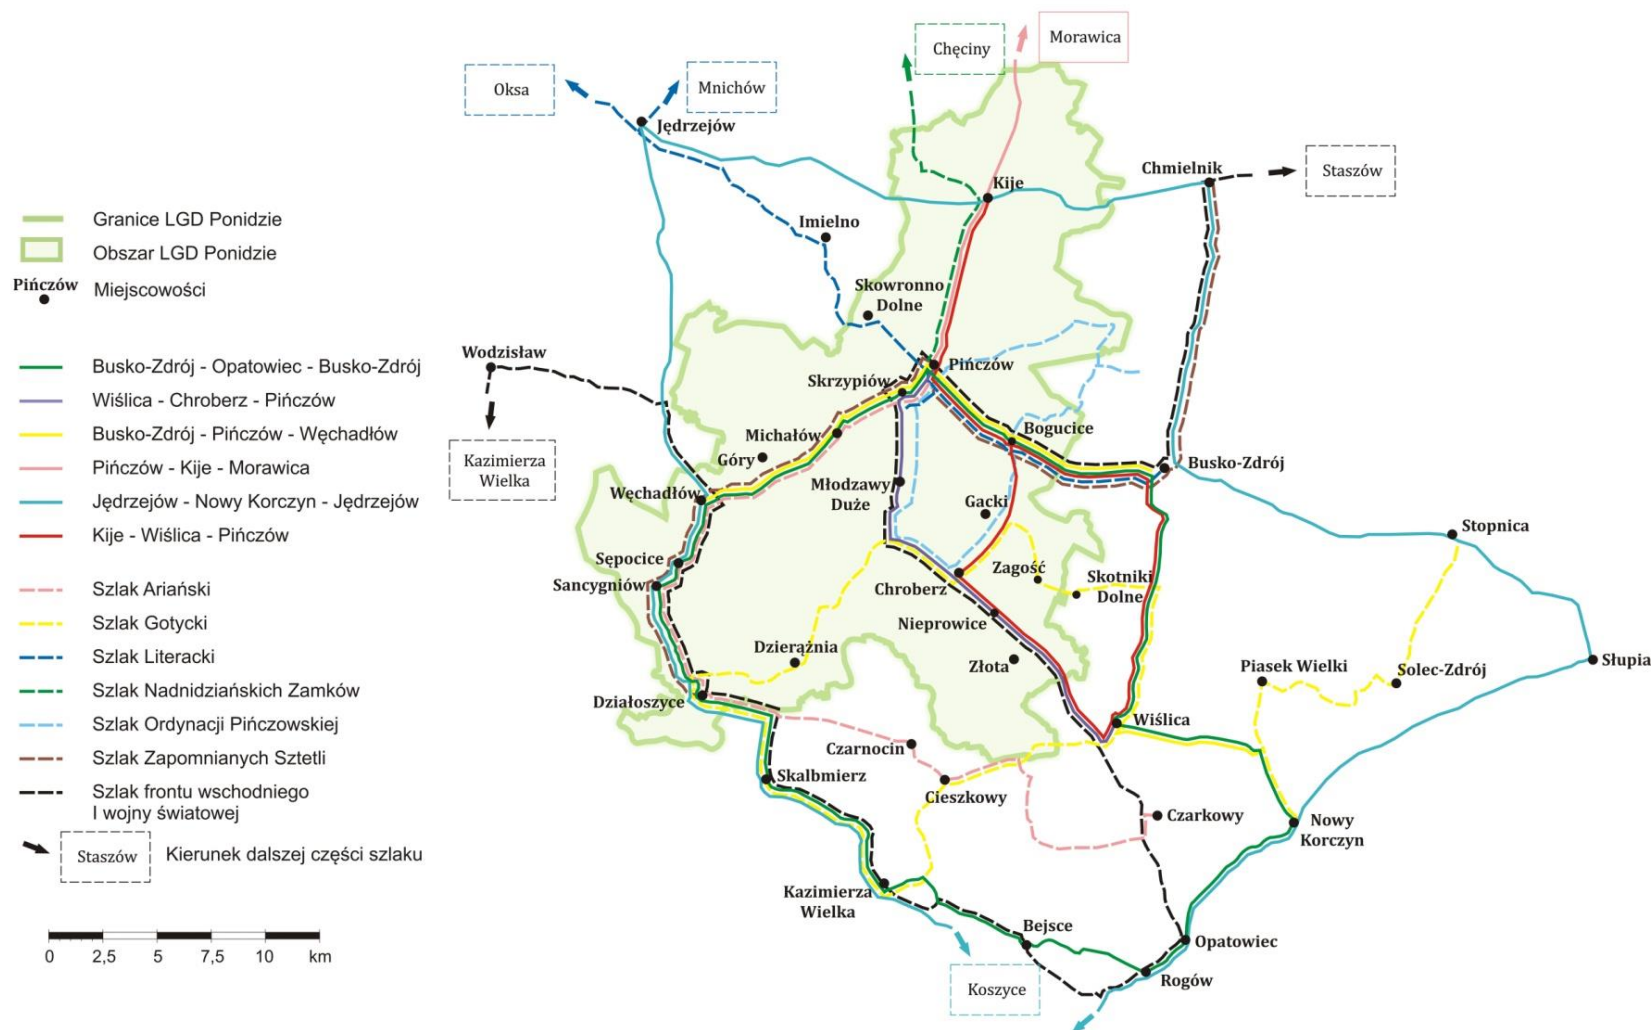 Chęciny
Morawica
Oksa
Mnichów
Jędrzejów
Chmielnik
Staszów
Kije
Imielno
Skowronno
Dolne
Granice LGD Ponidzie
Obszar LGD Ponidzie
Pińczów
Miejscowości
Busko-Zdrój - Opatowiec - Busko-Zdrój
Wiślica - Chroberz - Pińczów
Busko-Zdrój - Pińczów - Węchadłów
Pińczów - Kije - Morawica
Jędrzejów - Nowy Korczyn - Jędrzejów
Kije - Wiślica - Pińczów
Szlak Ariański
Szlak Gotycki
Szlak Literacki
Szlak Nadnidziańskich Zamków
Szlak Ordynacji Pińczowskiej
Szlak Zapomnianych Sztetli
Szlak frontu wschodniego
I wojny światowej
Staszów
Kierunek dalszej części szlaku
0 2,5 5 7,5 10 km
Wodzisław
Kazimierza
Wielka
Pińczów
Skrzypiów
Michałów
Góry
Bogucice
Busko-Zdrój
Węchadłów
Młodzawy
Duże
Gacki
Stopnica
Sępocice
Sancygniów
Zagość
Skotniki
Dolne
Chroberz
Nieprowice
Dzierążnia
Złota
Piasek Wielki
Solec-Zdrój
Słupia
Działoszyce
Wiślica
Czarnocin
Skalbmierz
Cieszkowy
Czarkowy
Nowy
Korczyn
Kazimierza
Wielka
Bejsce
Opatowiec
Rogów
Koszyce